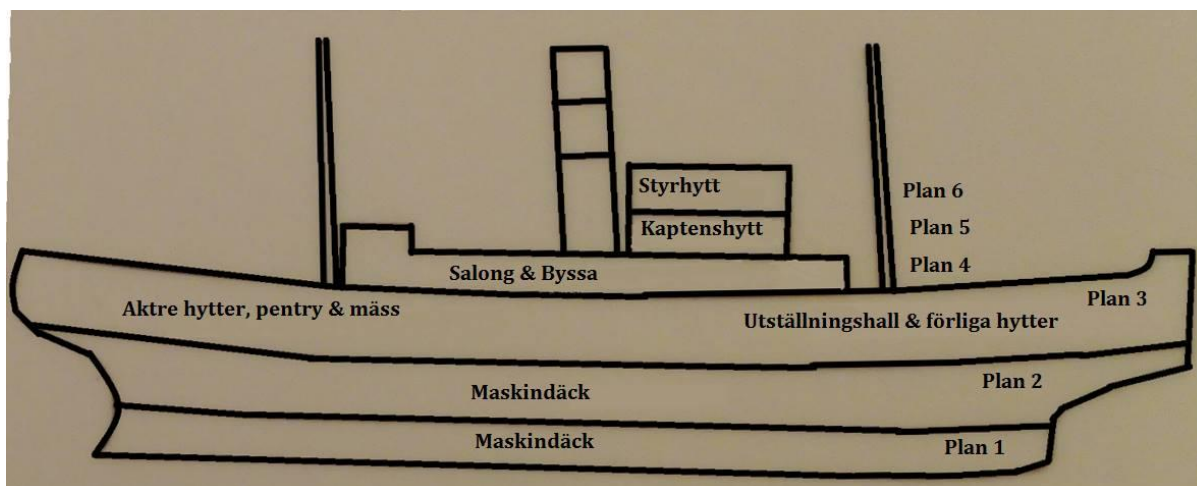 Styrhytt
Plan 6
Kaptenshytt
Plan 5
Salong & Byssa
Plan 4
Aktre hytter, pentry & mäss
Utställningshall & förliga hytter
Plan 3
Maskindäck
Plan 2
Maskindäck
Plan 1